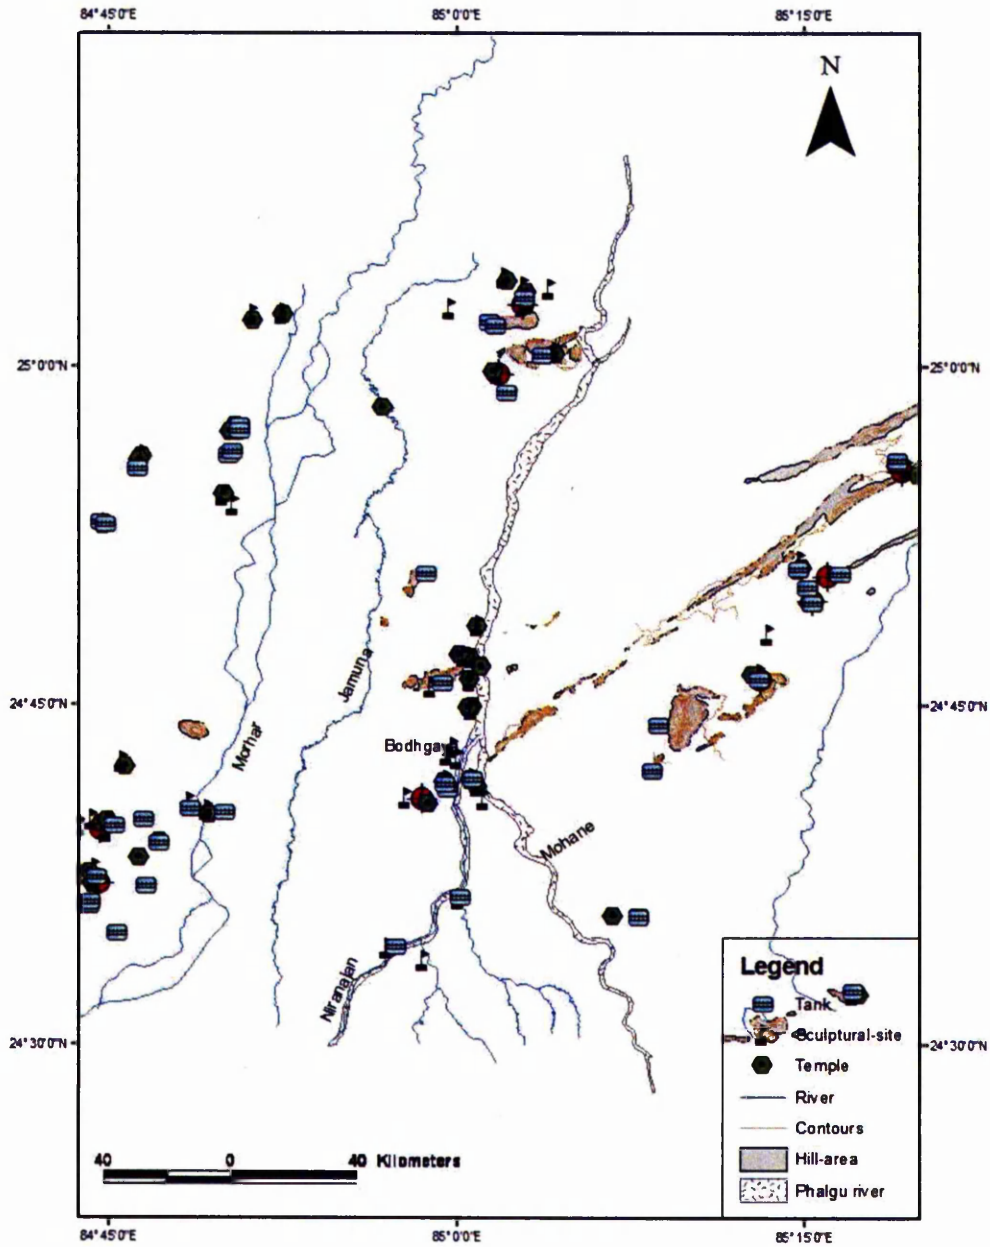 84°45'0"E 85°0'0"E 85°15'0"E
N
25°0'0"N 25°0'0"N
Jamuna
24°45'0"N 24°45'0"N
Morhar
Bodhgaya
Mohane
Niranjan
Legend
Tank
Sculptural-site
24°30'0"N 24°30'0"N
Temple
River
Contours
Hill-area
Phalgu river
40 0 40 Kilometers
84°45'0"E 85°0'0"E 85°15'0"E